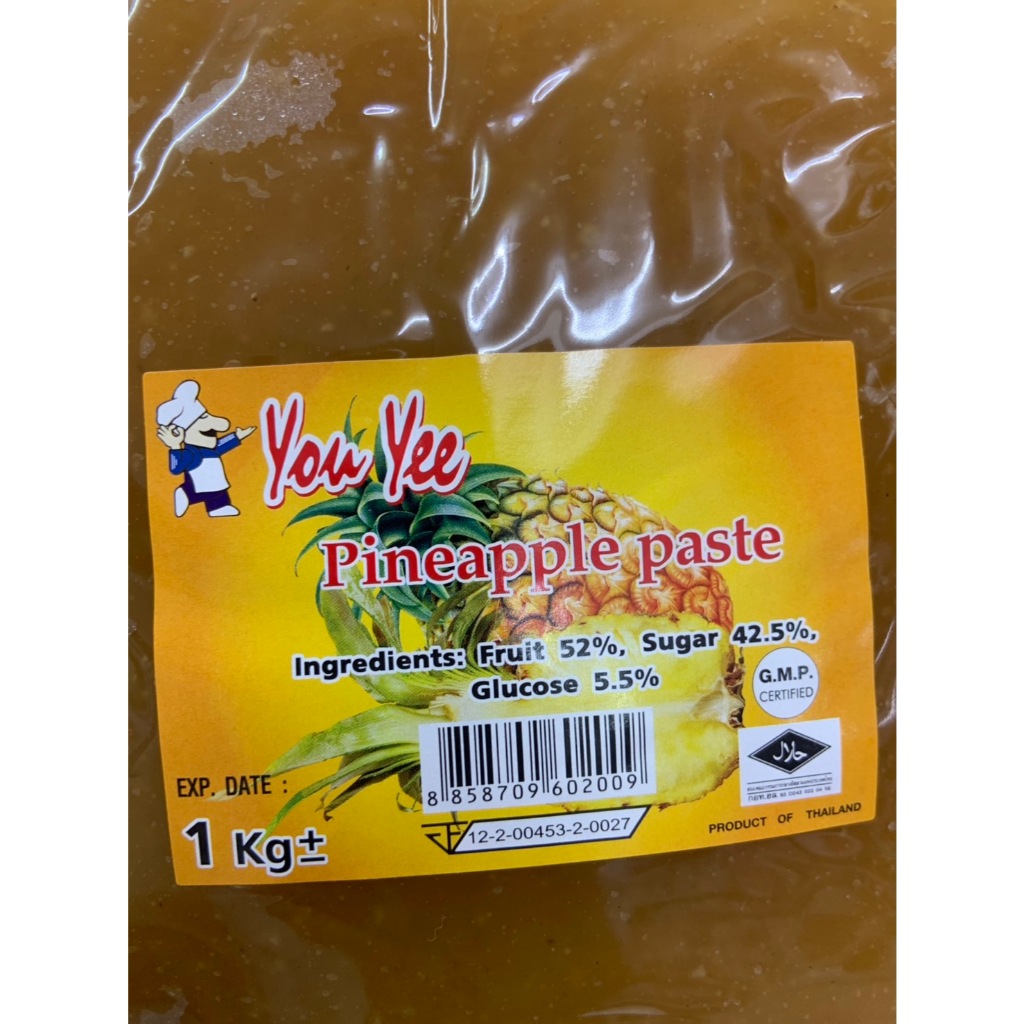 You Yee
Pineapple paste
Ingredients: Fruit 52%, Sugar 42.5%,
Glucose 5.5%
G.M.P.
CERTIFIED
حلال
EXP. DATE :
8 858709 602009
12-2-00453-2-0027
1 Kg±
PRODUCT OF THAILAND